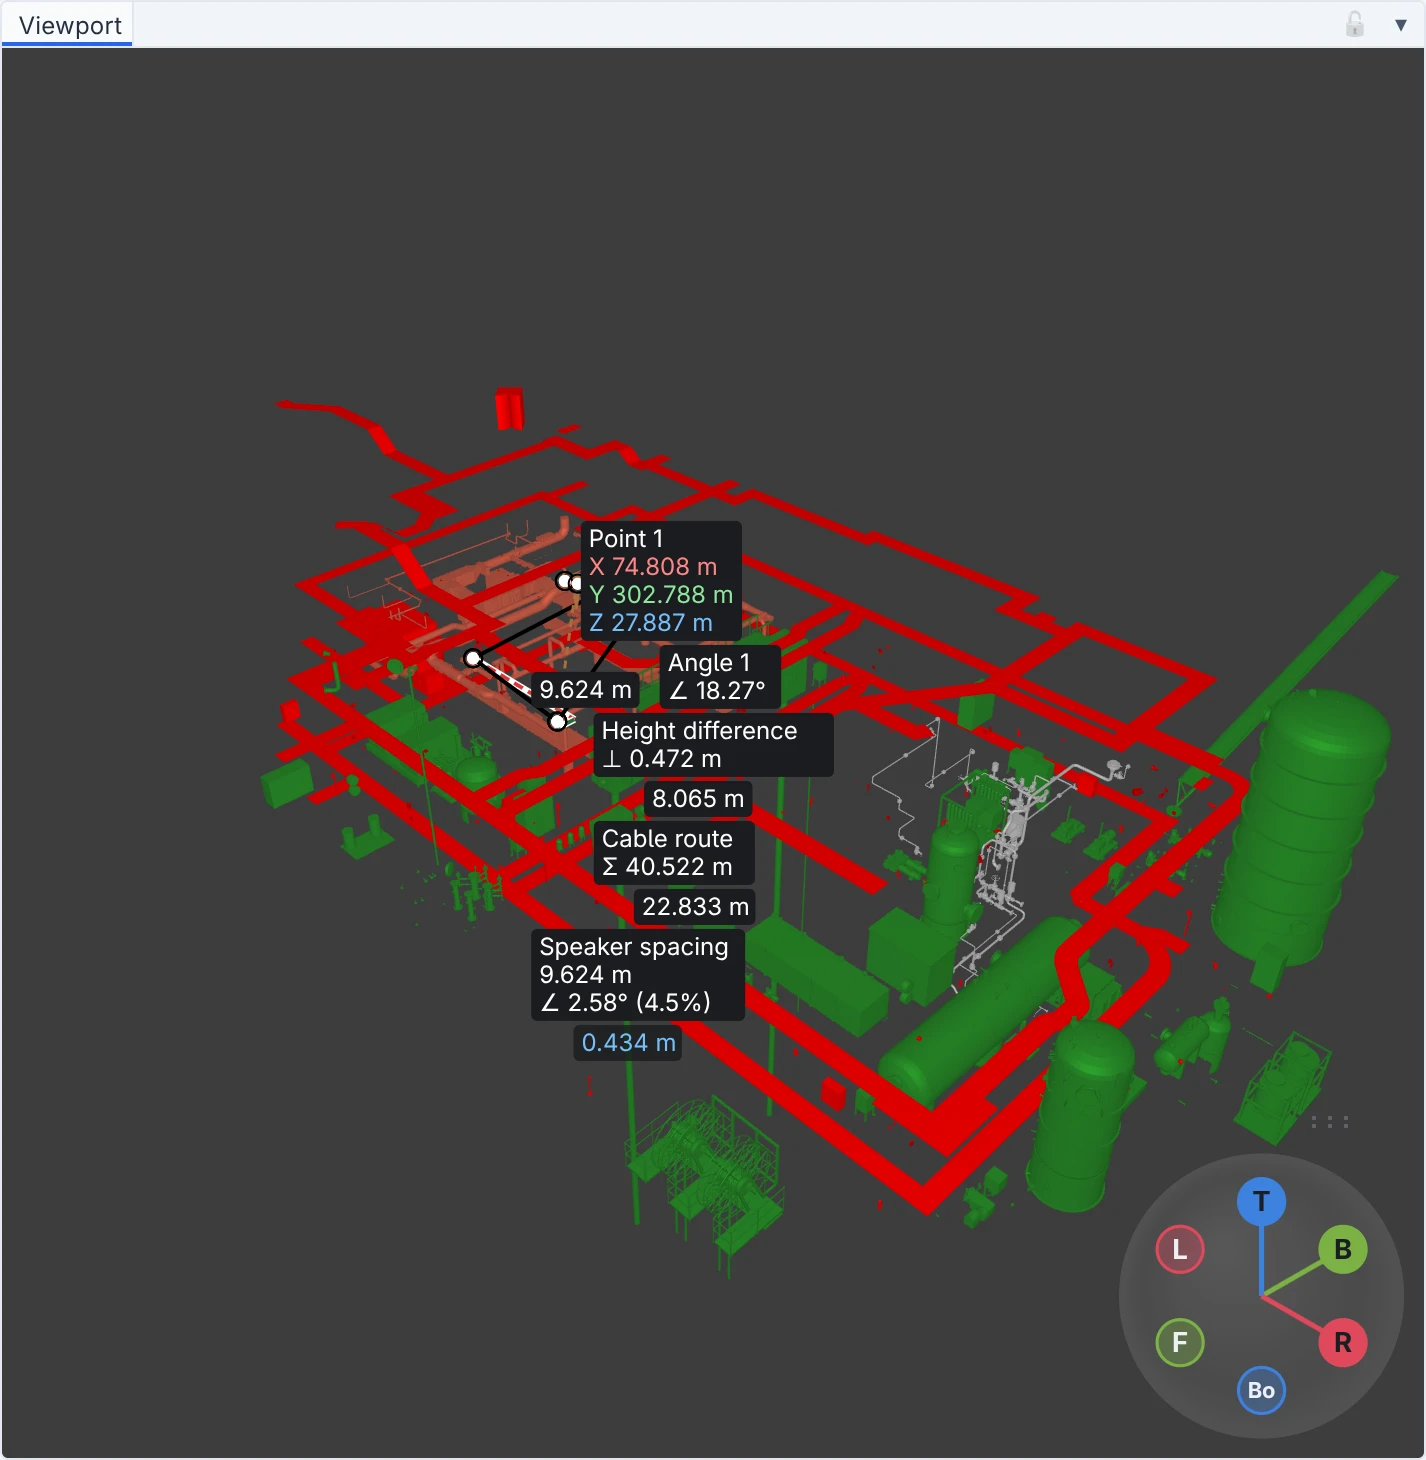 Viewport
Point 1
X 74.808 m
Y 302.788 m
Z 27.887 m
Angle 1
∠ 18.27°
9.624 m
Height difference
⊥ 0.472 m
8.065 m
Cable route
Σ 40.522 m
22.833 m
Speaker spacing
9.624 m
∠ 2.58° (4.5%)
0.434 m
T
L
B
F
R
Bo